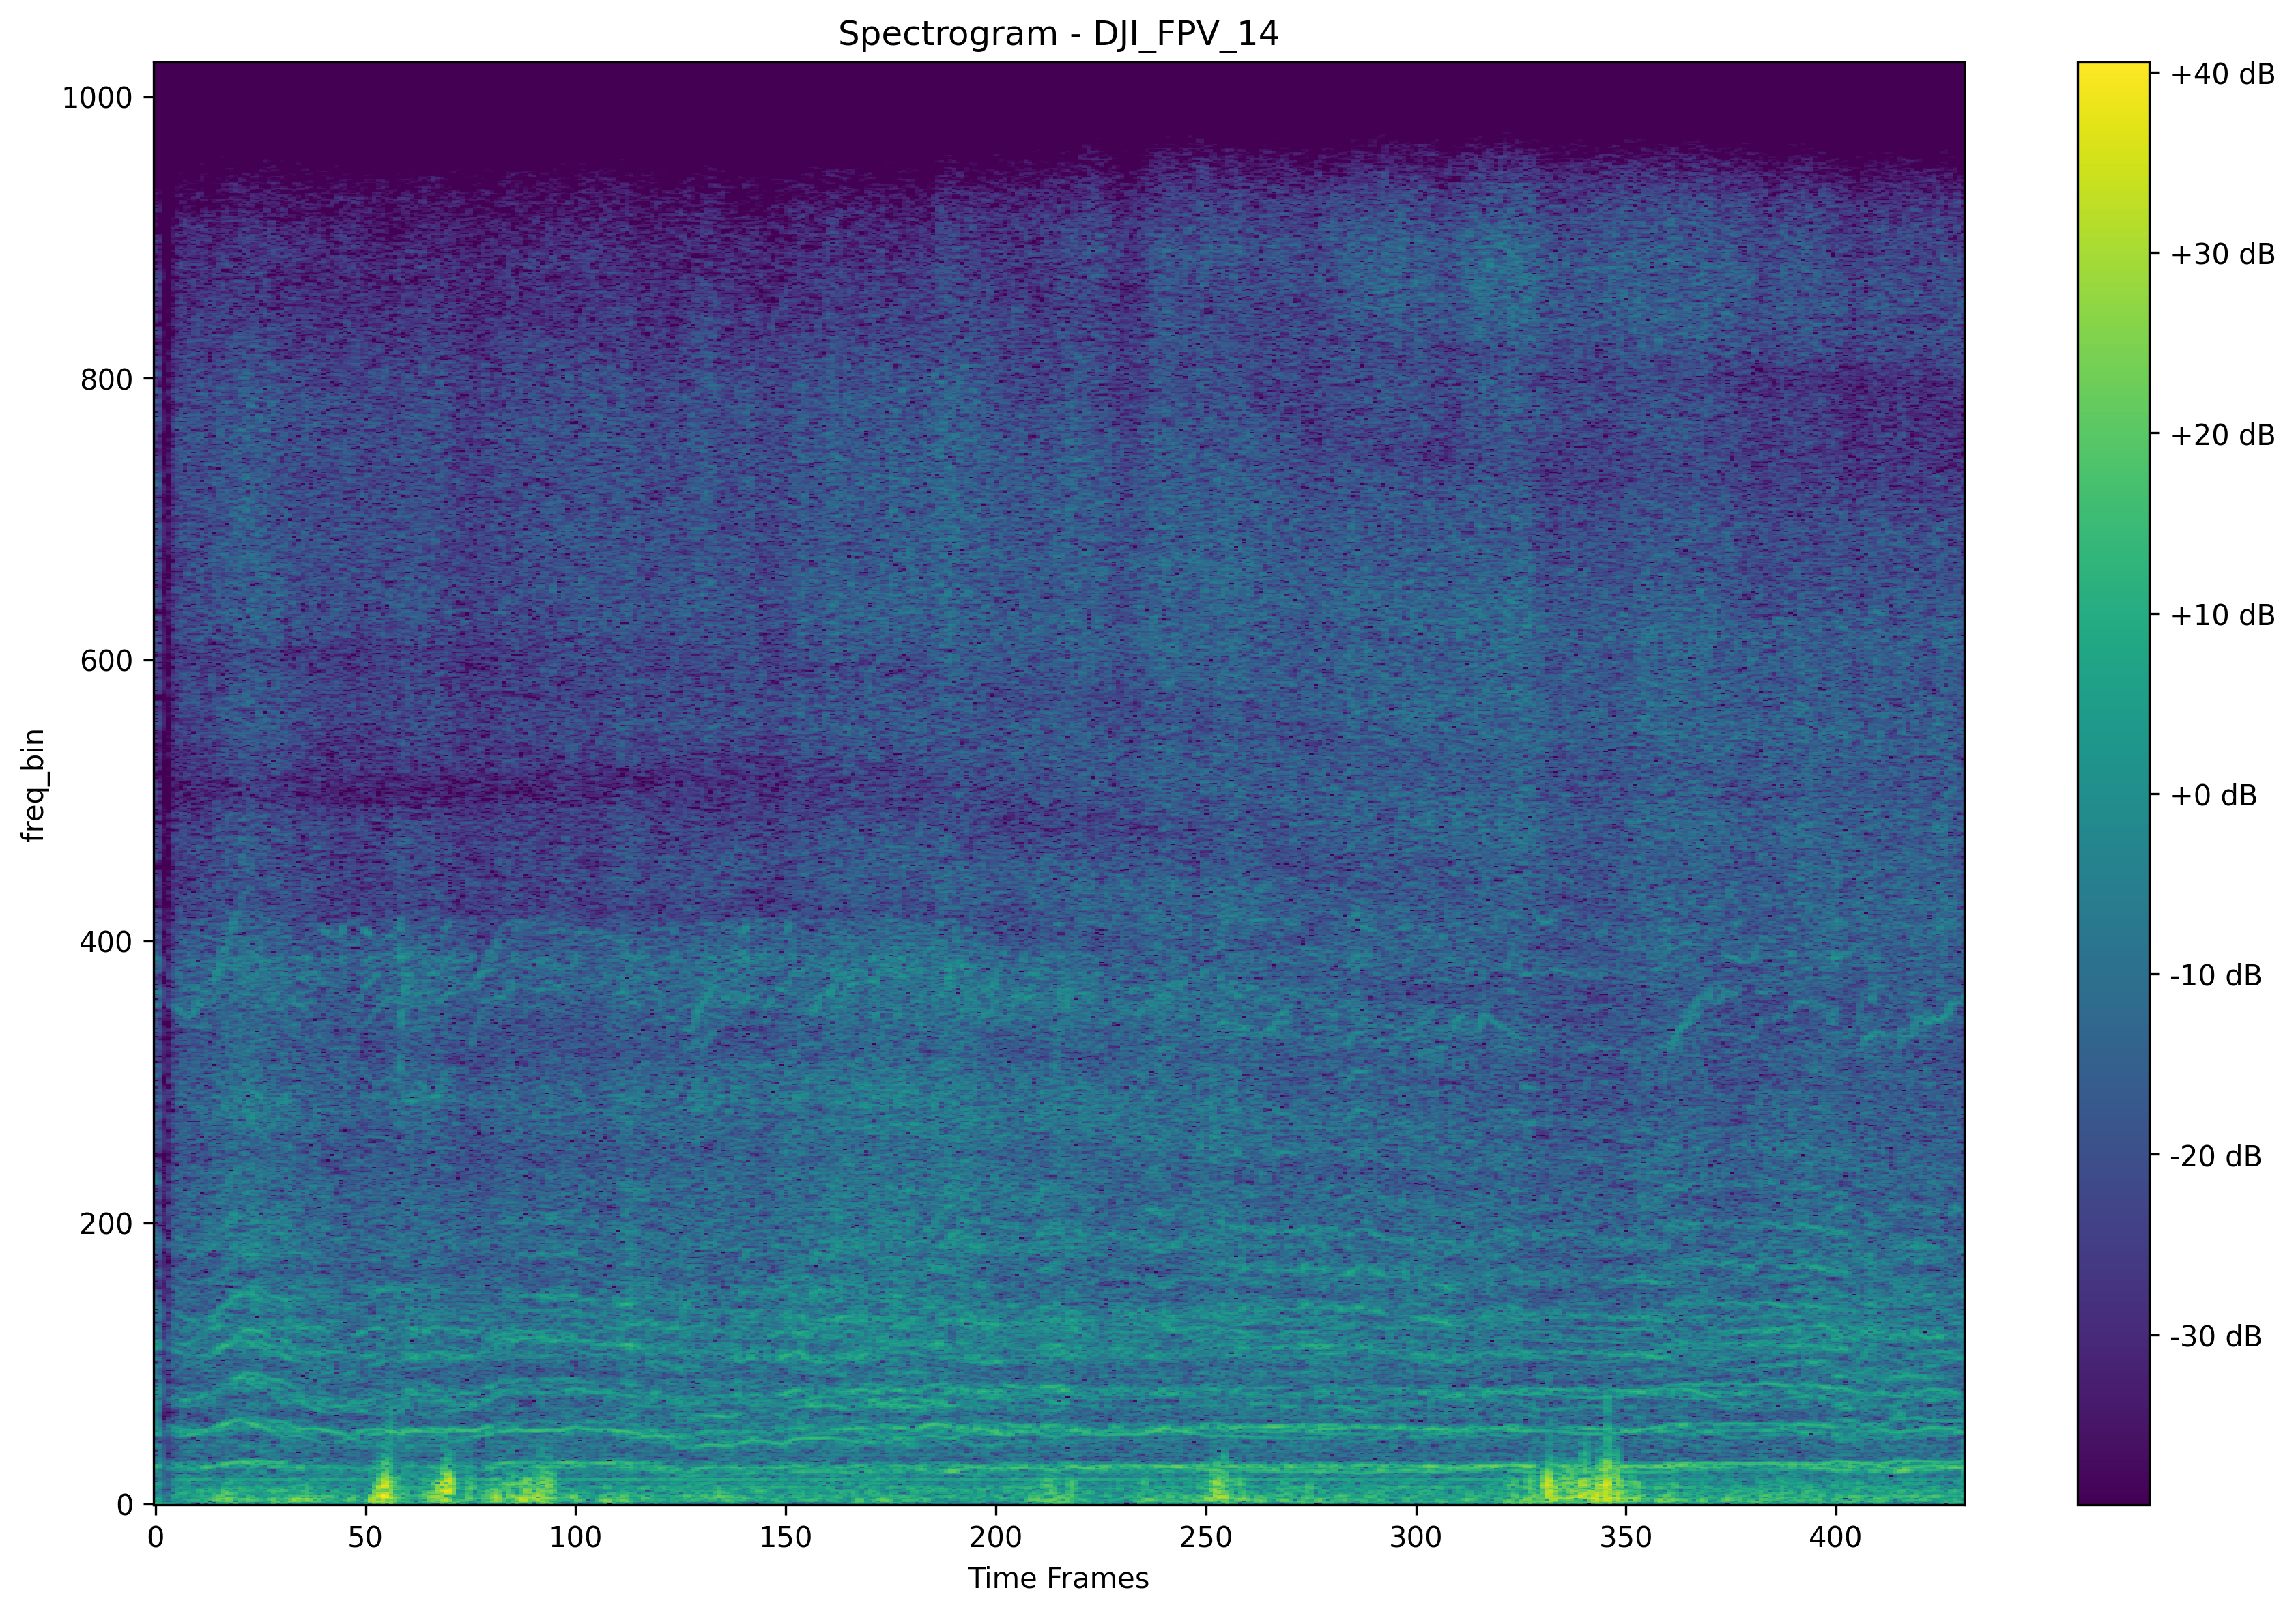 Spectrogram - DJI_FPV_14
1000
800
600
400
200
0
freq_bin
0 50 100 150 200 250 300 350 400
Time Frames
+40 dB
+30 dB
+20 dB
+10 dB
+0 dB
-10 dB
-20 dB
-30 dB